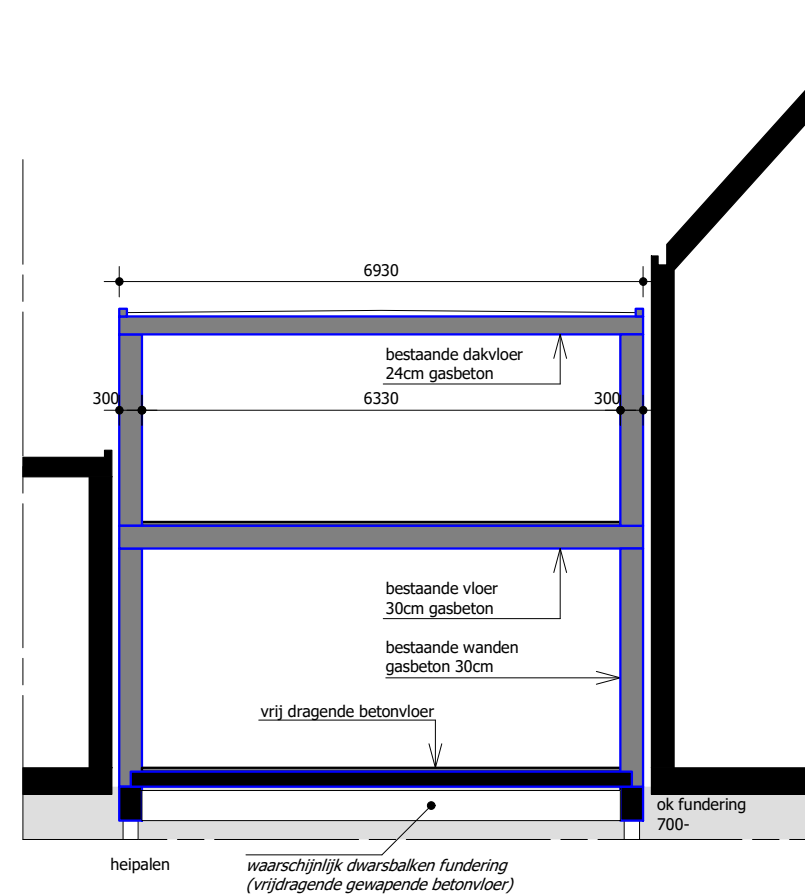 6930
bestaande dakvloer
24cm gasbeton
300
6330
300
bestaande vloer
30cm gasbeton
bestaande wanden
gasbeton 30cm
vrij dragende betonvloer
ok fundering
700-
heipalen
waarschijnlijk dwarsbalken fundering
(vrijdragende gewapende betonvloer)